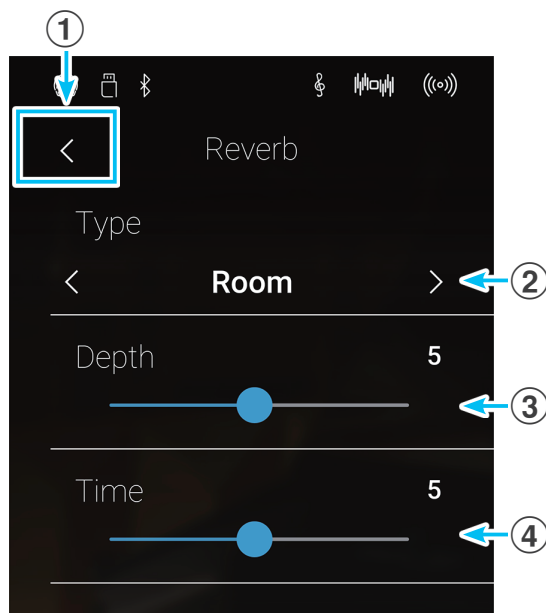 ①
< Reverb
Type
< Room > ②
Depth 5
③
Time 5
④